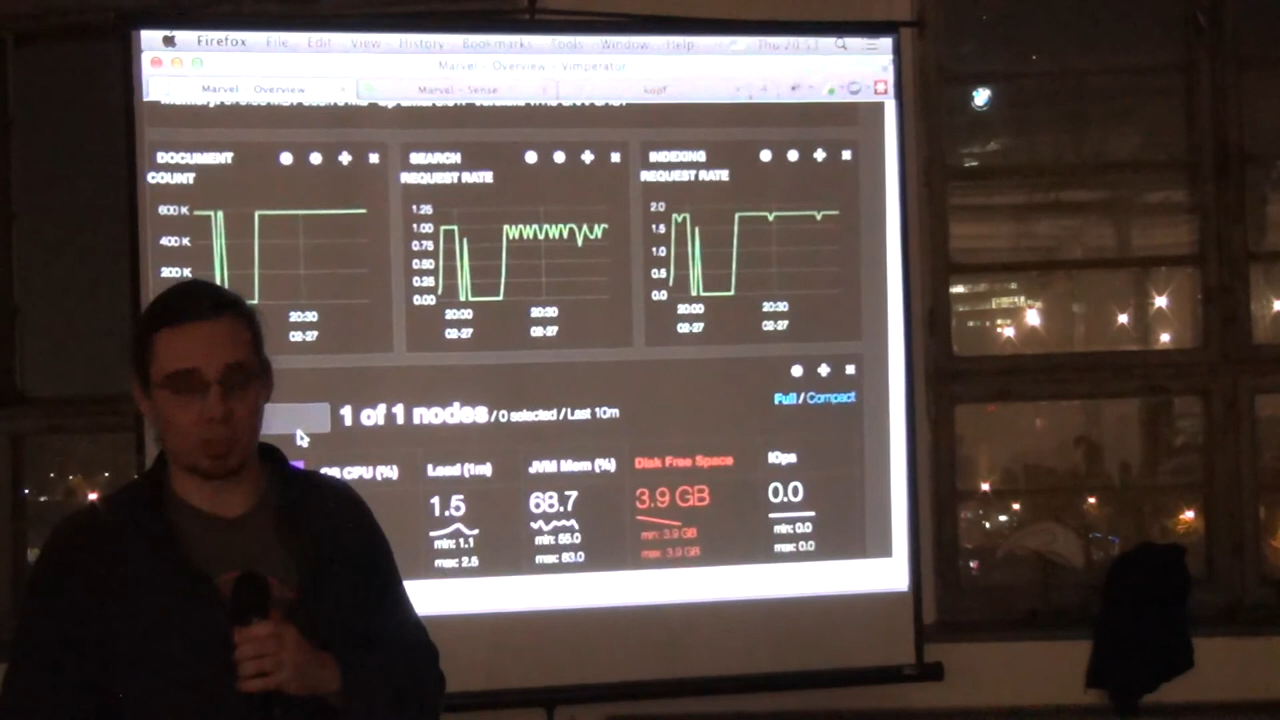 Firefox File Edit View History Bookmarks Tools Window Help Thu 20:53
Marvel - Overview - Vimperator
Marvel - Overview
Marvel - Sense
kopf
DOCUMENT
COUNT
600 K
400 K
200 K
20:30
02-27
SEARCH
REQUEST RATE
1.25
1.00
0.75
0.50
0.25
0.00
20:00 20:30
02-27 02-27
INDEXING
REQUEST RATE
2.0
1.5
1.0
0.5
0.0
20:00 20:30
02-27 02-27
Full / Compact
1 of 1 nodes / 0 selected / Last 10m
CPU (%)
Load (1m)
1.5
min: 1.1
max: 2.5
JVM Mem (%)
68.7
min: 55.0
max: 83.0
Disk Free Space
3.9 GB
min: 3.9 GB
max: 3.9 GB
IOps
0.0
min: 0.0
max: 0.0